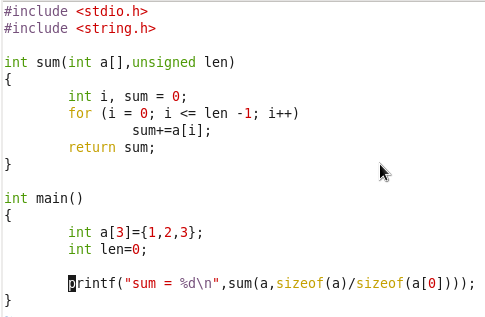 #include <stdio.h>
#include <string.h>
int sum(int a[],unsigned len)
{
int i, sum = 0;
for (i = 0; i <= len -1; i++)
sum+=a[i];
return sum;
}
int main()
{
int a[3]={1,2,3};
int len=0;
printf("sum = %d\n",sum(a,sizeof(a)/sizeof(a[0])));
}